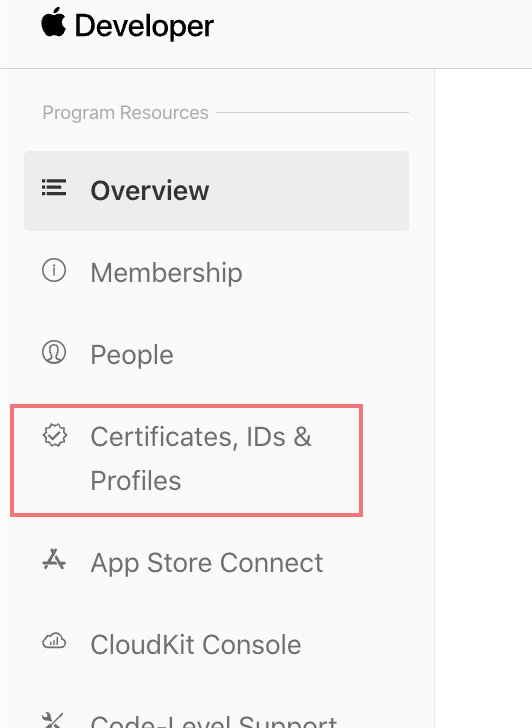 Developer
Program Resources
Overview
Membership
People
Certificates, IDs &
Profiles
App Store Connect
CloudKit Console
Code-Level Support